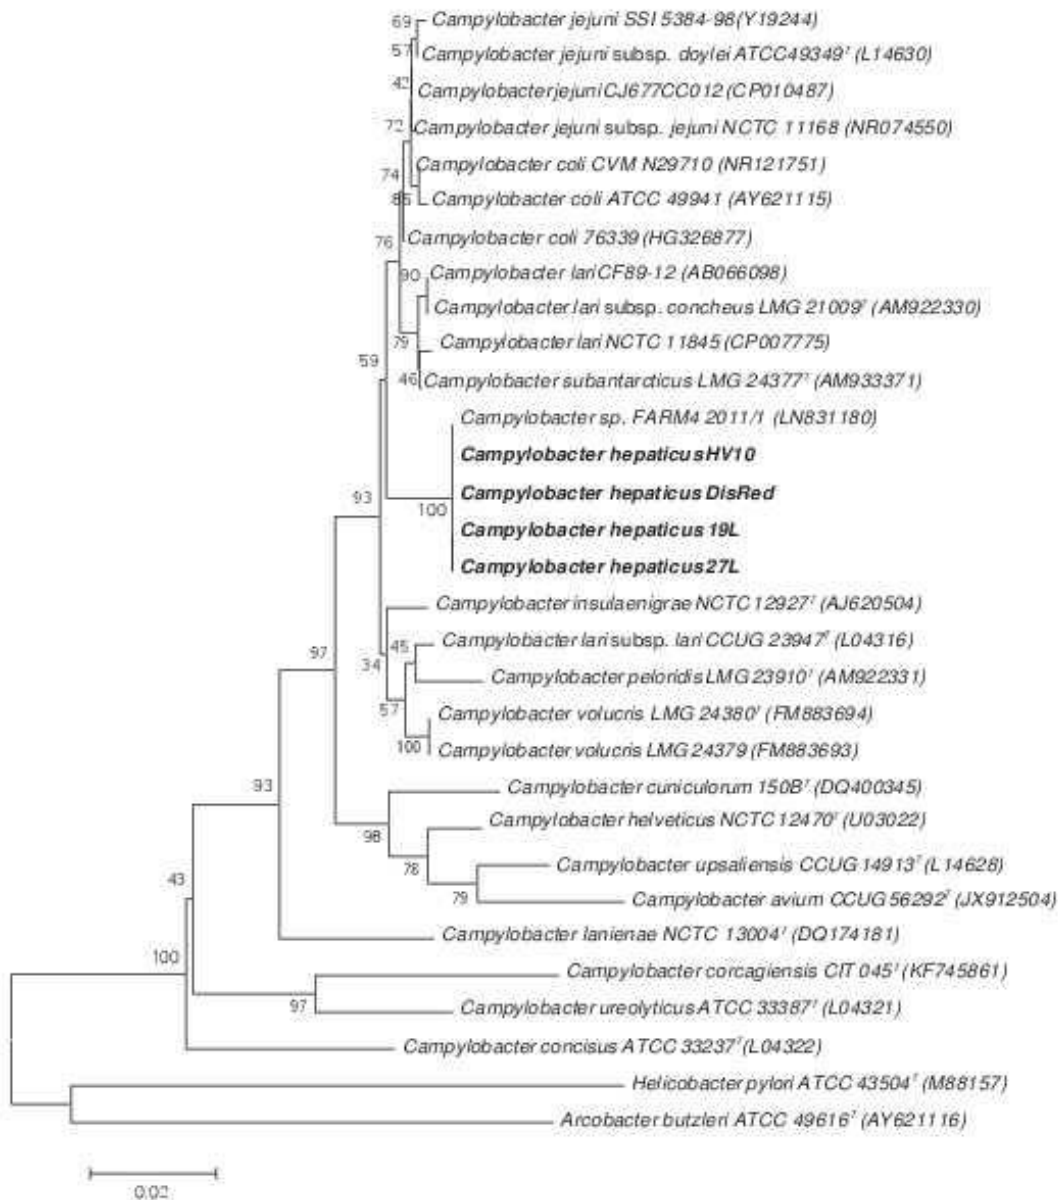 69
Campylobacter jejuni SSI 5384-98(Y19244)
57
Campylobacter jejuni subsp. doylei ATCC49349ᵀ (L14630)
42
Campylobacter jejuni CJ677CC012 (CP010487)
72
Campylobacter jejuni subsp. jejuni NCTC 11168 (NR074550)
Campylobacter coli CVM N29710 (NR121751)
74
86
Campylobacter coli ATCC 49941 (AY621115)
76
Campylobacter coli 76339 (HG326877)
90
Campylobacter lari CF89-12 (AB066098)
Campylobacter lari subsp. concheus LMG 21009ᵀ (AM922330)
79
Campylobacter lari NCTC 11845 (CP007775)
59
46
Campylobacter subantarcticus LMG 24377ᵀ (AM933371)
Campylobacter sp. FARM4 2011/1 (LN831180)
Campylobacter hepaticus HV10
Campylobacter hepaticus DisRed
93
100
Campylobacter hepaticus 19L
Campylobacter hepaticus 27L
Campylobacter insulaenigrae NCTC 12927ᵀ (AJ620504)
97
45
Campylobacter lari subsp. lari CCUG 23947ᵀ (L04316)
34
Campylobacter peloridis LMG 23910ᵀ (AM922331)
57
Campylobacter volucris LMG 24380ᵀ (FM883694)
100
Campylobacter volucris LMG 24379 (FM883693)
93
Campylobacter cuniculorum 150Bᵀ (DQ400345)
98
Campylobacter helveticus NCTC 12470ᵀ (U03022)
78
Campylobacter upsaliensis CCUG 14913ᵀ (L14628)
43
79
Campylobacter avium CCUG 56292ᵀ (JX912504)
Campylobacter lanienae NCTC 13004ᵀ (DQ174181)
100
Campylobacter corcagiensis CIT 045ᵀ (KF745861)
97
Campylobacter ureolyticus ATCC 33387ᵀ (L04321)
Campylobacter concisus ATCC 33237ᵀ(L04322)
Helicobacter pylori ATCC 43504ᵀ (M88157)
Arcobacter butzleri ATCC 49616ᵀ (AY621116)
0.02